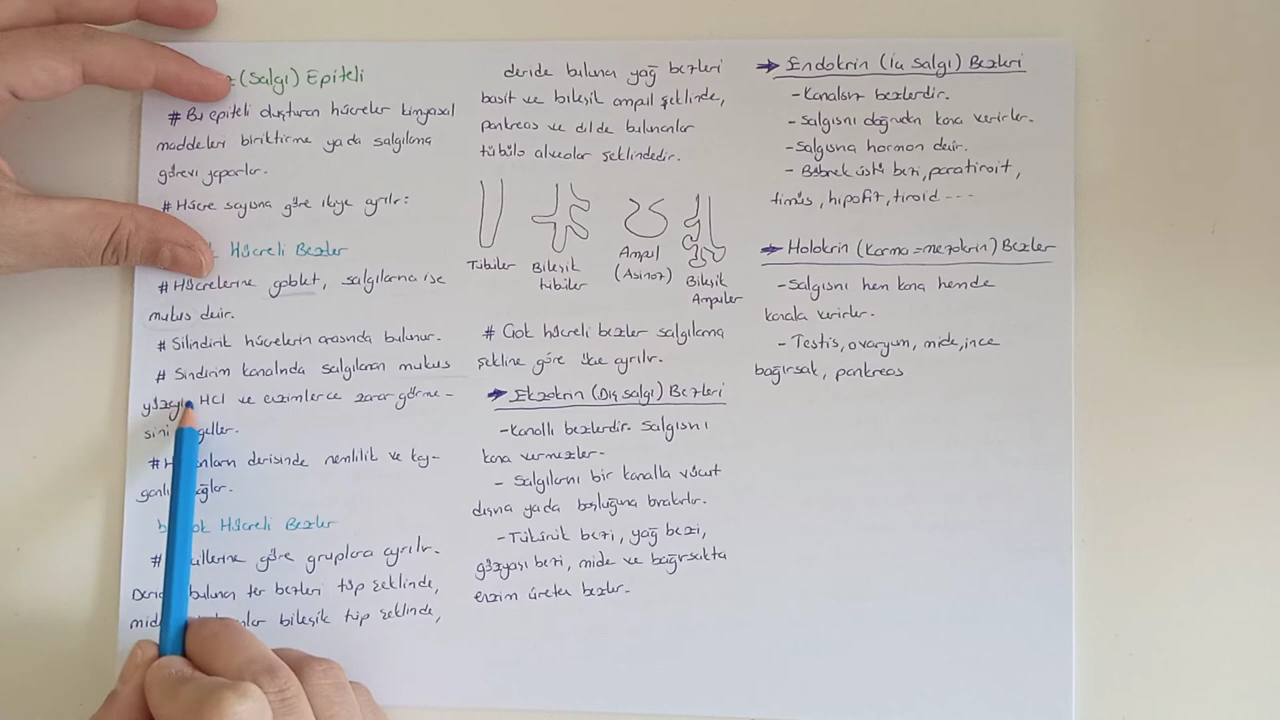 (Salgı) Epiteli
# Bu epiteli oluşturan hücreler kimyasal
maddeleri biriktirme ya da salgılama
görevi yaparlar.
# Hücre sayısına göre ikiye ayrılır:
Hücreli Bezler
# Hücrelerine goblet, salgılarına ise
mukus denir.
# Silindirik hücrelerin arasında bulunur.
# Sindirim kanalında salgılanan mukus
HCl ve enzimlerce zarar görme-
sini
#
derisinde nemlilik ve kay-
Hücreli Bezler
# göre gruplara ayrılır.
bulunan ter bezleri tüp şeklinde,
bileşik tüp şeklinde,
deride bulunan yağ bezleri
basit ve bileşik ampul şeklinde,
pankreas ve dilde bulunanlar
tübülo alveolar şeklindedir.
Tübüler
Bileşik
tübüler
Ampul
(Asinoz)
Bileşik
Ampuler
# Çok hücreli bezler salgılama
şekline göre üçe ayrılır.
→ Ekzokrin (Dış salgı) Bezleri
- Kanallı bezlerdir. Salgısını
kana vermezler.
- Salgılarını bir kanalla vücut
dışına ya da boşluğuna bırakırlar.
- Tükürük bezi, yağ bezi,
gözyaşı bezi, mide ve bağırsakta
enzim üreten bezler.
→ Endokrin (İç Salgı) Bezleri
- Kanalsız bezlerdir.
- Salgısını doğrudan kana verirler.
- Salgısına hormon denir.
- Böbrek üstü bezi, paratiroit,
timüs, hipofit, tiroid ---
→ Holokrin (Karma=mezokrin) Bezler
- Salgısını hem kana hemde
kanala verirler.
- Testis, ovaryum, mide, ince
bağırsak, pankreas